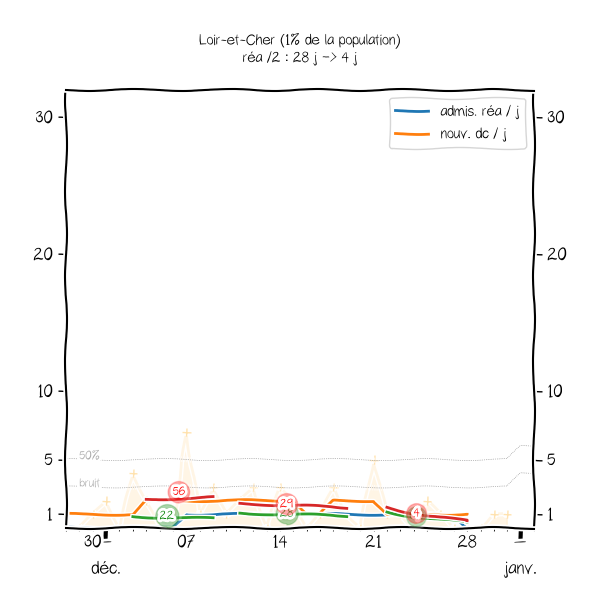 Loir-et-Cher (1% de la population)
réa /2 : 28 j -> 4 j
admis. réa / j
nouv. dc / j
30
30
20
20
10
10
5
5
1
1
50%
bruit
56
22
29
4
30
07
14
21
28
déc.
janv.